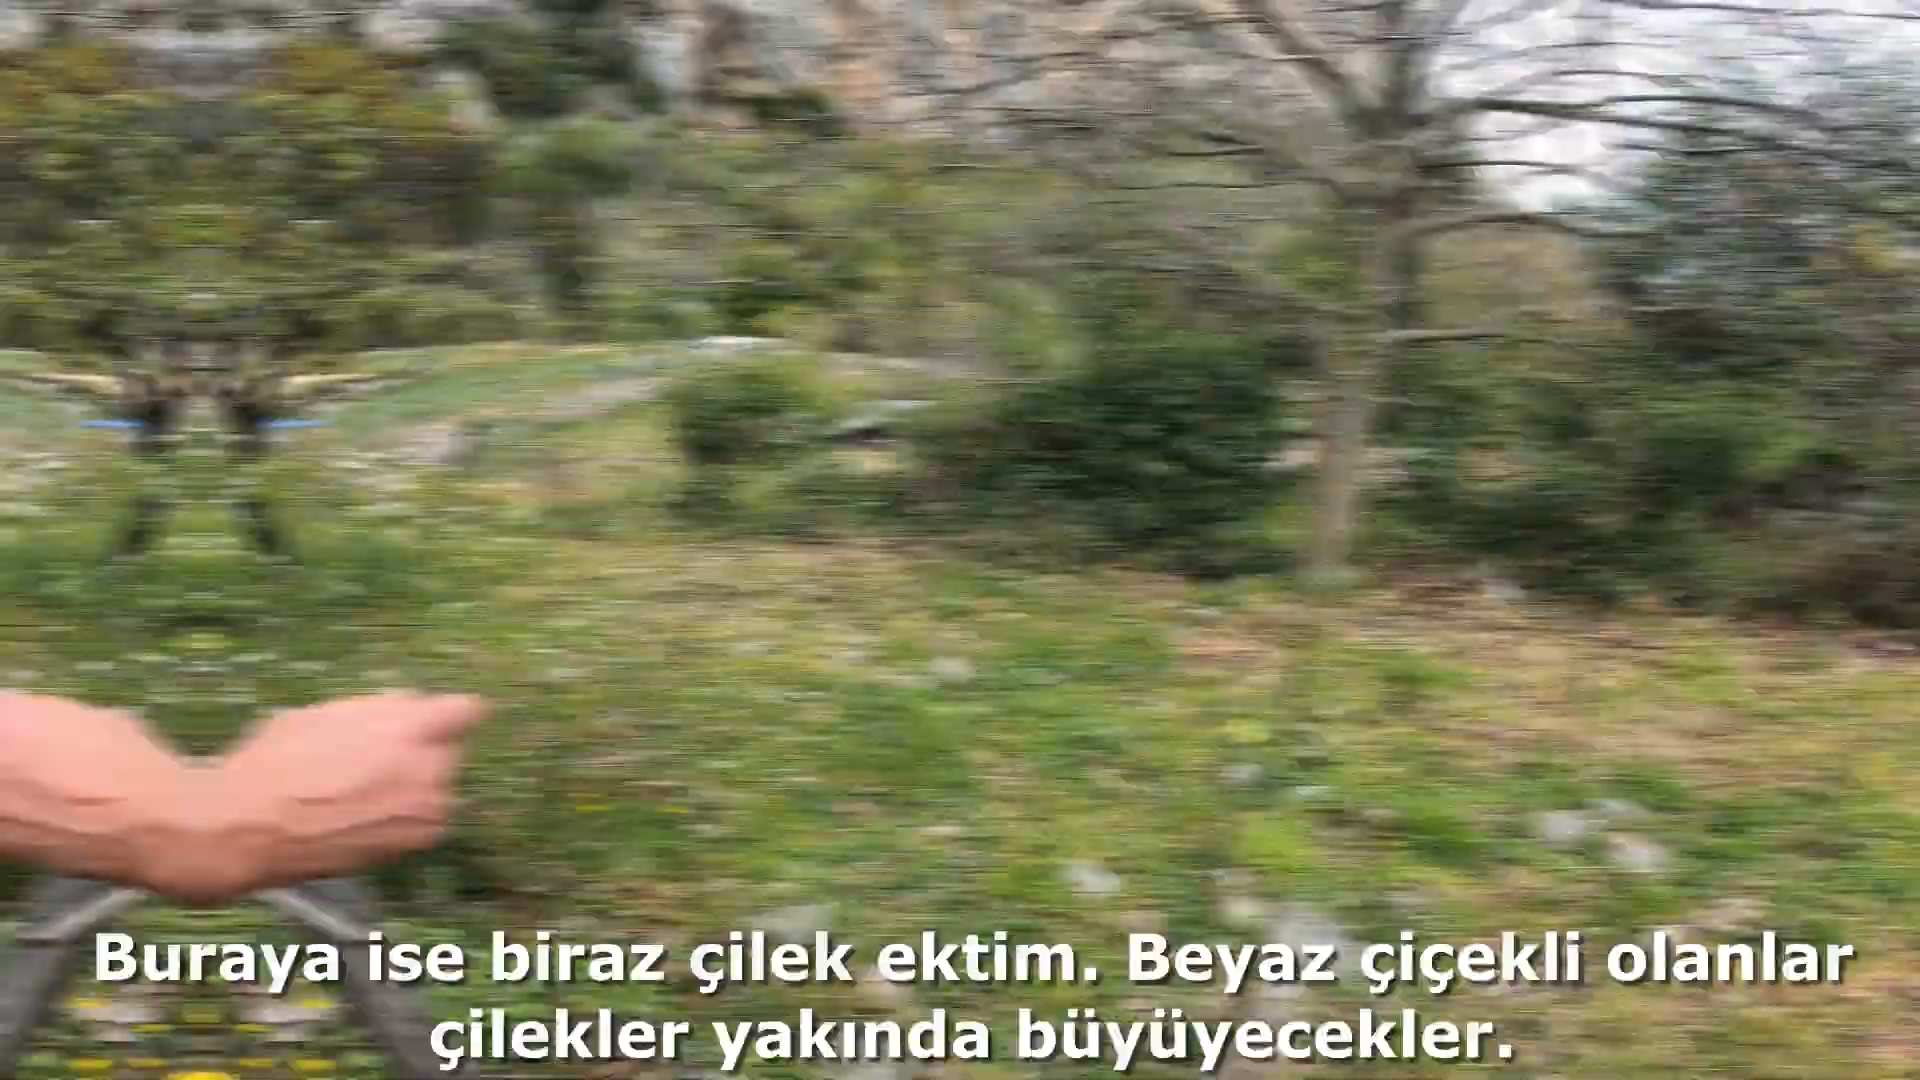 Buraya ise biraz çilek ektim. Beyaz çiçekli olanlar
çilekler yakında büyüyecekler.